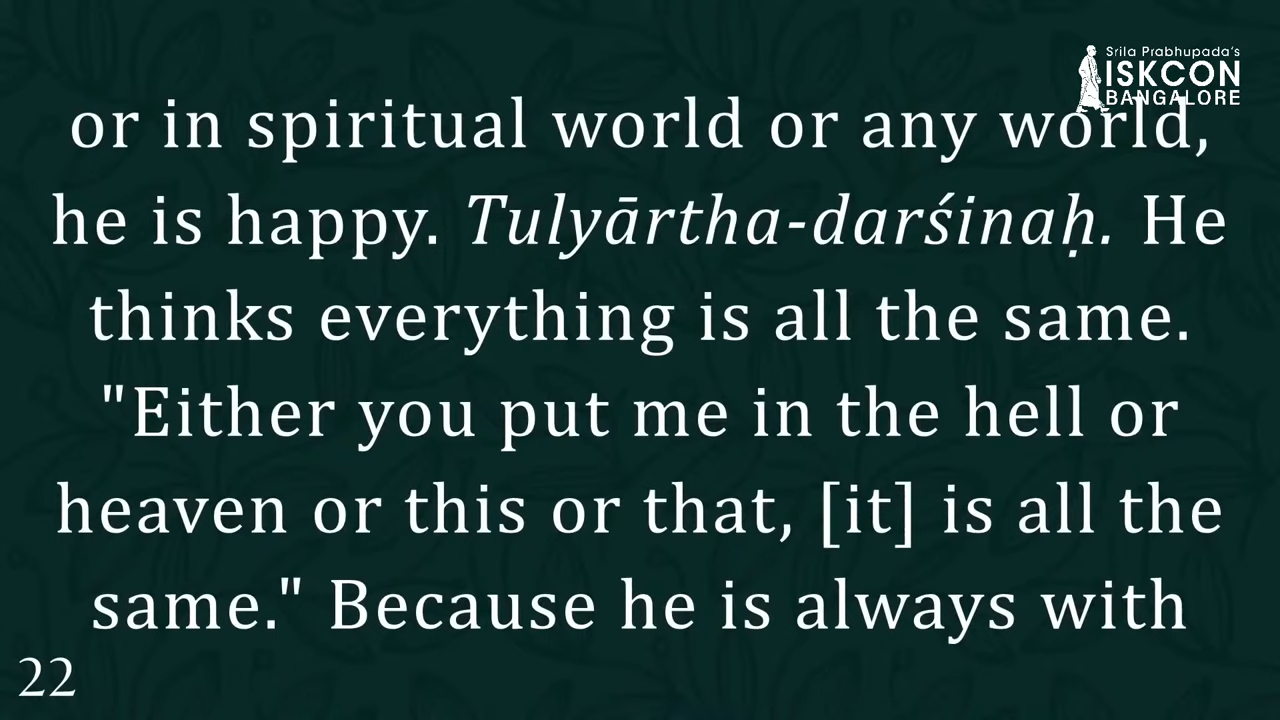 Srila Prabhupada's
ISKCON
BANGALORE
or in spiritual world or any world,
he is happy. Tulyārtha-darśinaḥ. He
thinks everything is all the same.
"Either you put me in the hell or
heaven or this or that, [it] is all the
same." Because he is always with
22